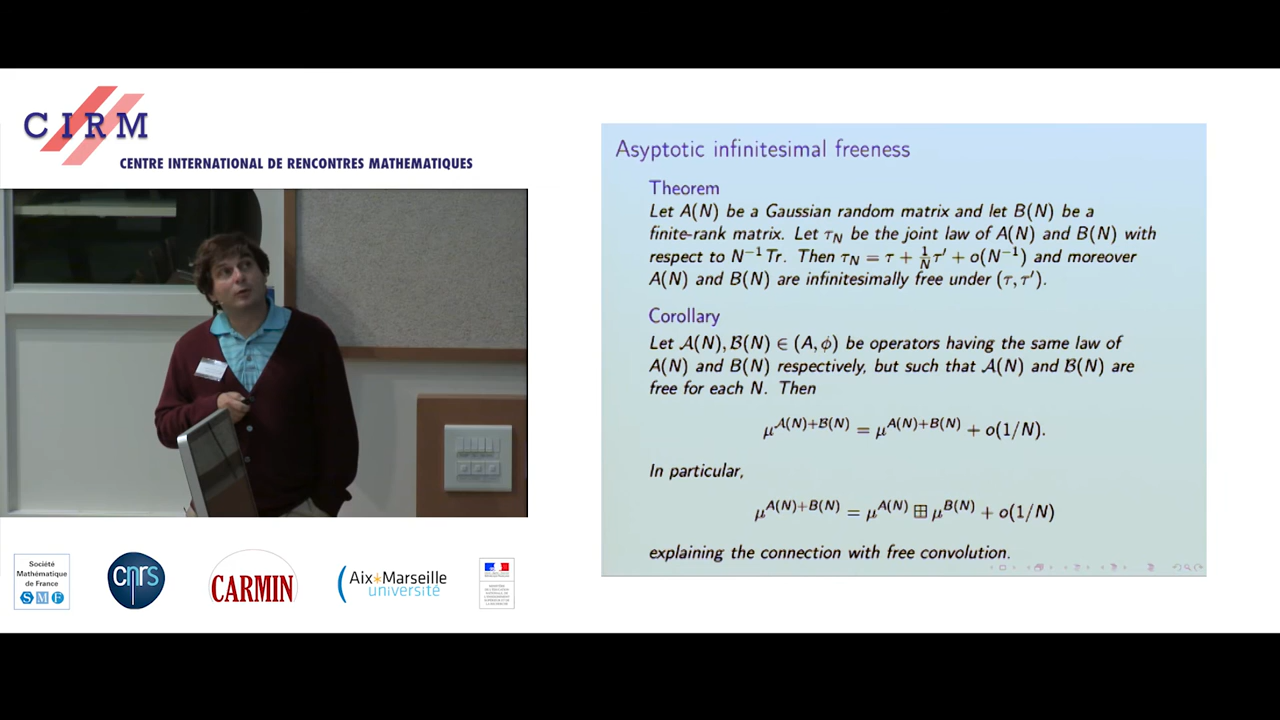 CIRM
CENTRE INTERNATIONAL DE RENCONTRES MATHEMATIQUES
Asyptotic infinitesimal freeness
Theorem
Let A(N) be a Gaussian random matrix and let B(N) be a
finite-rank matrix. Let τ_N be the joint law of A(N) and B(N) with
respect to N⁻¹Tr. Then τ_N = τ + 1/N τ′ + o(N⁻¹) and moreover
A(N) and B(N) are infinitesimally free under (τ, τ′).
Corollary
Let 𝒜(N), ℬ(N) ∈ (A, ϕ) be operators having the same law of
A(N) and B(N) respectively, but such that 𝒜(N) and ℬ(N) are
free for each N. Then
μ^{𝒜(N)+ℬ(N)} = μ^{A(N)+B(N)} + o(1/N).
In particular,
μ^{A(N)+B(N)} = μ^{A(N)} ⊞ μ^{B(N)} + o(1/N)
explaining the connection with free convolution.
Société
Mathématique
de France
SMF
cnrs
CARMIN
Aix*Marseille
université